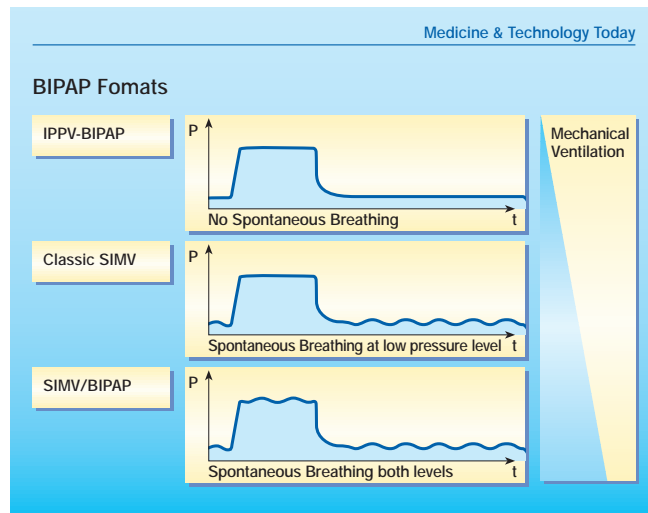 Medicine & Technology Today
BIPAP Fomats
IPPV-BIPAP
P
No Spontaneous Breathing
t
Mechanical
Ventilation
Classic SIMV
P
Spontaneous Breathing at low pressure level
t
SIMV/BIPAP
P
Spontaneous Breathing both levels
t